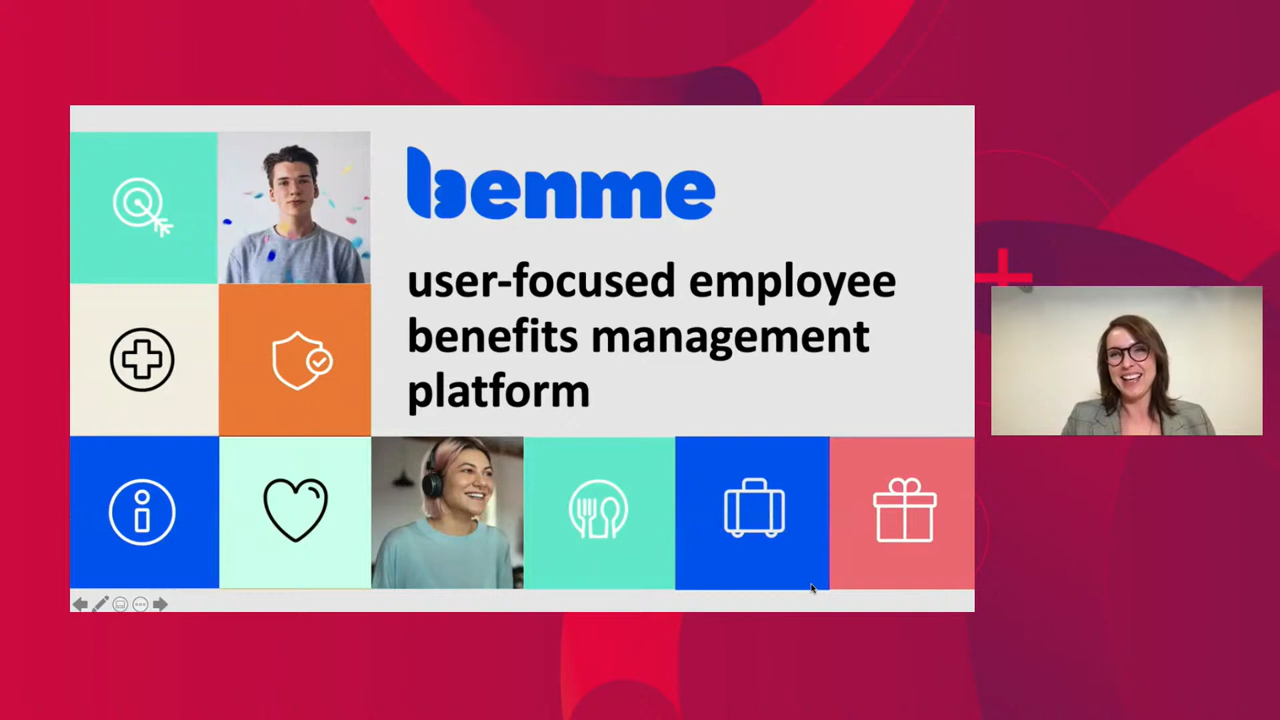 benme
user-focused employee
benefits management
platform